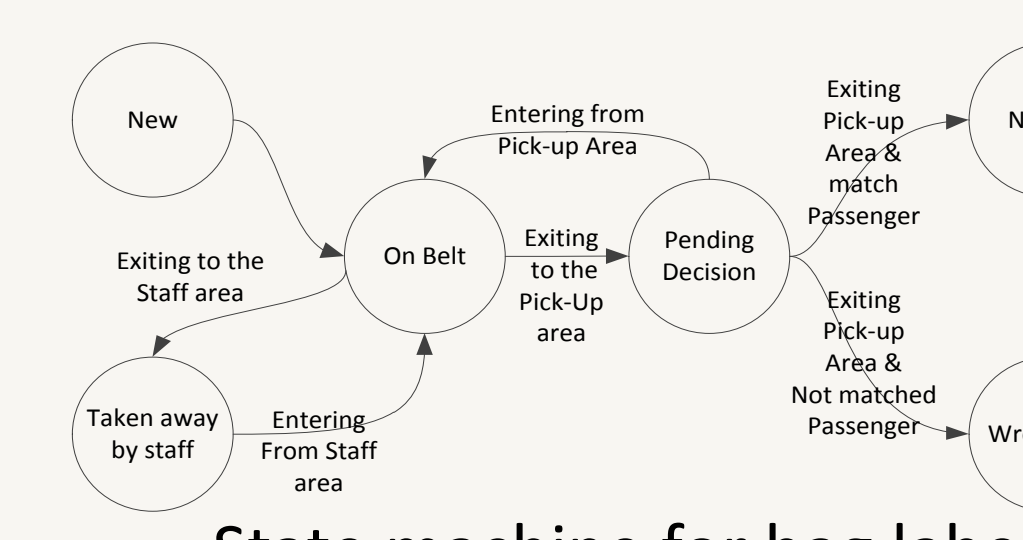 New
Entering from
Pick-up Area
Exiting
Pick-up
Area &
match
Passenger
On Belt
Exiting
to the
Pick-Up
area
Pending
Decision
Exiting to the
Staff area
Exiting
Pick-up
Area &
Not matched
Passenger
Taken away
by staff
Entering
From Staff
area
State machine for bag